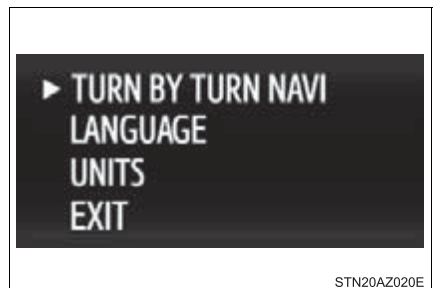 ► TURN BY TURN NAVI
LANGUAGE
UNITS
EXIT
STN20AZ020E